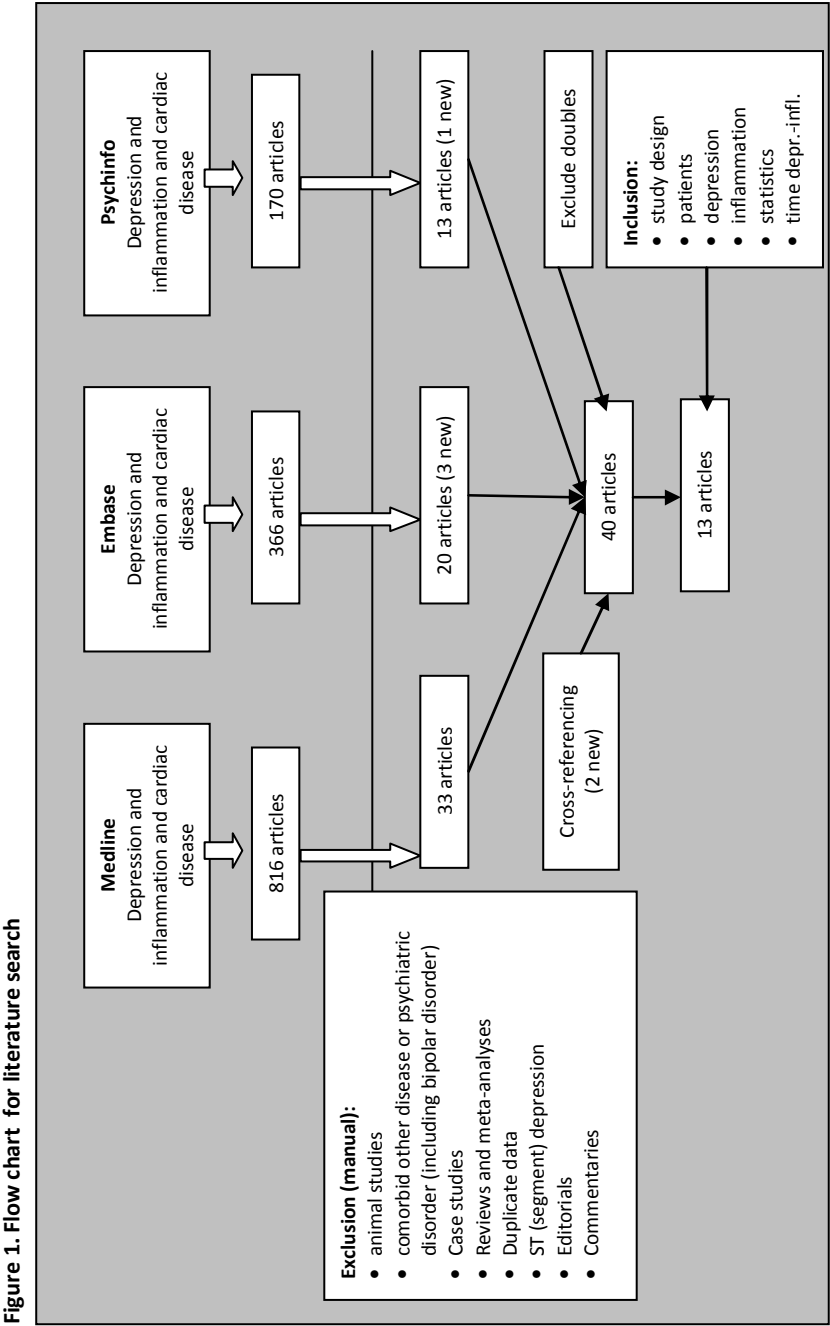 Figure 1. Flow chart for literature search
Medline
Depression and
inflammation and cardiac
disease
Embase
Depression and
inflammation and cardiac
disease
Psychinfo
Depression and
inflammation and cardiac
disease
816 articles
366 articles
170 articles
Exclusion (manual):
• animal studies
• comorbid other disease or psychiatric
disorder (including bipolar disorder)
• Case studies
• Reviews and meta-analyses
• Duplicate data
• ST (segment) depression
• Editorials
• Commentaries
33 articles
20 articles (3 new)
13 articles (1 new)
Cross-referencing
(2 new)
40 articles
Exclude doubles
13 articles
Inclusion:
• study design
• patients
• depression
• inflammation
• statistics
• time depr.-infl.